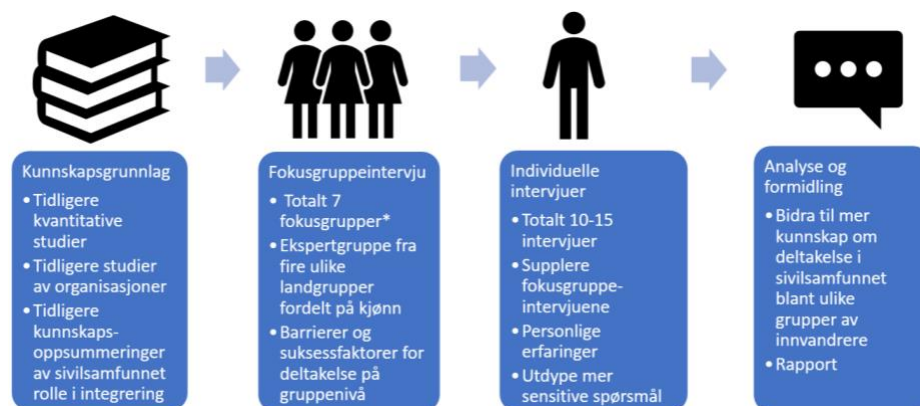 Kunnskapsgrunnlag
• Tidligere
kvantitative
studier
• Tidligere studier
av organisasjoner
• Tidligere
kunnskaps-
oppsummeringer
av sivilsamfunnet
rolle i integrering
Fokusgruppeintervju
• Totalt 7
fokusgrupper*
• Ekspertgruppe fra
fire ulike
landgrupper
fordelt på kjønn
• Barrierer og
suksessfaktorer for
deltakelse på
gruppenivå
Individuelle
intervjuer
• Totalt 10-15
intervjuer
• Supplere
fokusgruppe-
intervjuene
• Personlige
erfaringer
• Utdype mer
sensitive spørsmål
Analyse og
formidling
• Bidra til mer
kunnskap om
deltakelse i
sivilsamfunnet
blant ulike
grupper av
innvandrere
• Rapport